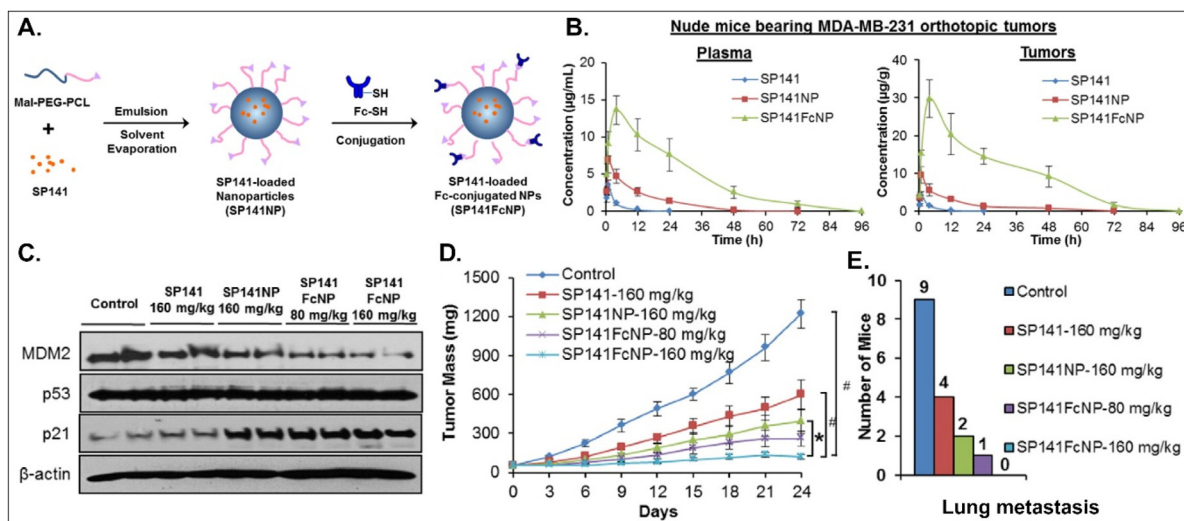 A.
Mal-PEG-PCL
+
SP141
Emulsion
Solvent
Evaporation
SP141-loaded
Nanoparticles
(SP141NP)
SH
Fc-SH
Conjugation
SP141-loaded
Fc-conjugated NPs
(SP141FcNP)
B.
Nude mice bearing MDA-MB-231 orthotopic tumors
Plasma
Concentration (µg/mL)
20
15
10
5
0
SP141
SP141NP
SP141FcNP
0 12 24 36 48 60 72 84 96
Time (h)
Tumors
Concentration (µg/g)
40
30
20
10
0
SP141
SP141NP
SP141FcNP
0 12 24 36 48 60 72 84 96
Time (h)
C.
Control
SP141
160 mg/kg
SP141NP
160 mg/kg
SP141
FcNP
80 mg/kg
SP141
FcNP
160 mg/kg
MDM2
p53
p21
β-actin
D.
Tumor Mass (mg)
1500
1200
900
600
300
0
Control
SP141-160 mg/kg
SP141NP-160 mg/kg
SP141FcNP-80 mg/kg
SP141FcNP-160 mg/kg
#
#
*
0 3 6 9 12 15 18 21 24
Days
E.
Number of Mice
10
8
6
4
2
0
9
4
2
1
0
Control
SP141-160 mg/kg
SP141NP-160 mg/kg
SP141FcNP-80 mg/kg
SP141FcNP-160 mg/kg
Lung metastasis